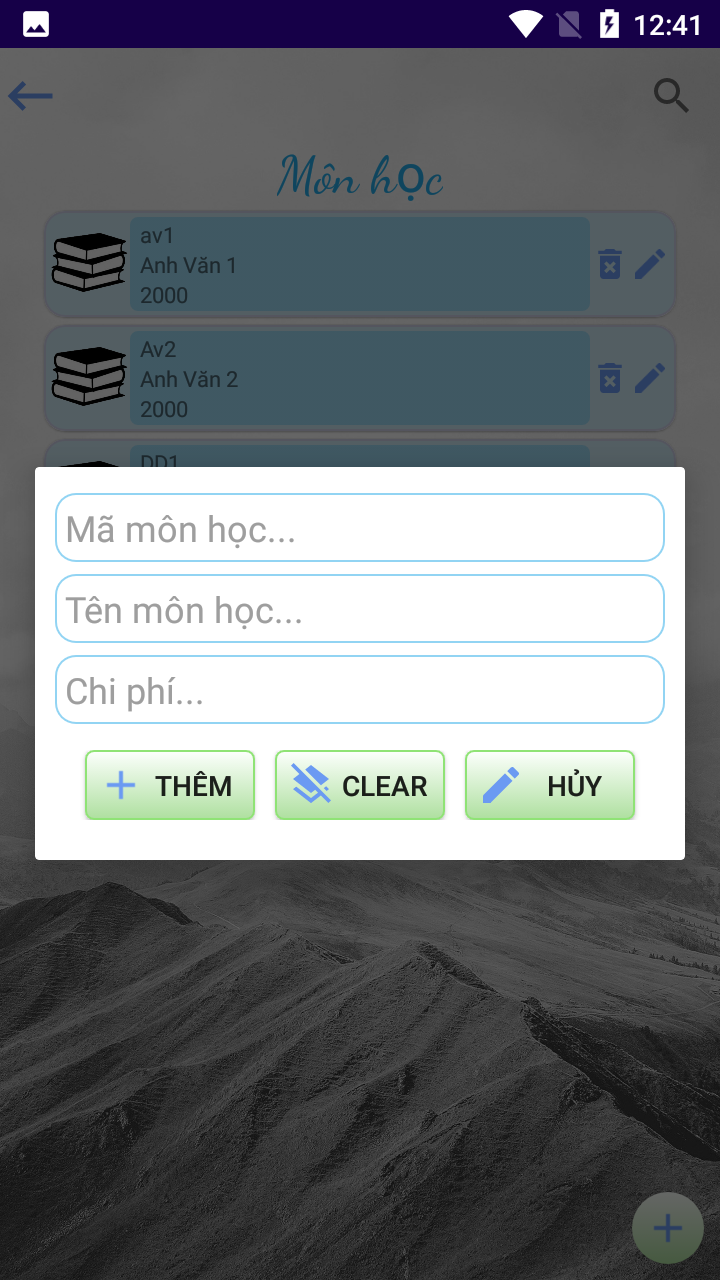 12:41
Môn học
av1
Anh Văn 1
2000
Av2
Anh Văn 2
2000
DD1
Mã môn học...
Tên môn học...
Chi phí...
THÊM
CLEAR
HỦY